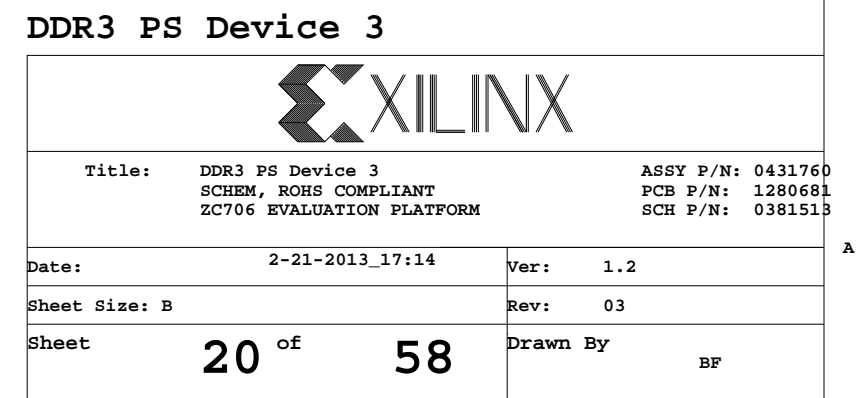 DDR3 PS Device 3
XILINX
Title: DDR3 PS Device 3 ASSY P/N: 0431760
SCHEM, ROHS COMPLIANT PCB P/N: 1280681
ZC706 EVALUATION PLATFORM SCH P/N: 0381513
A
Date: 2-21-2013_17:14 Ver: 1.2
Sheet Size: B Rev: 03
Sheet 20 of 58 Drawn By
BF